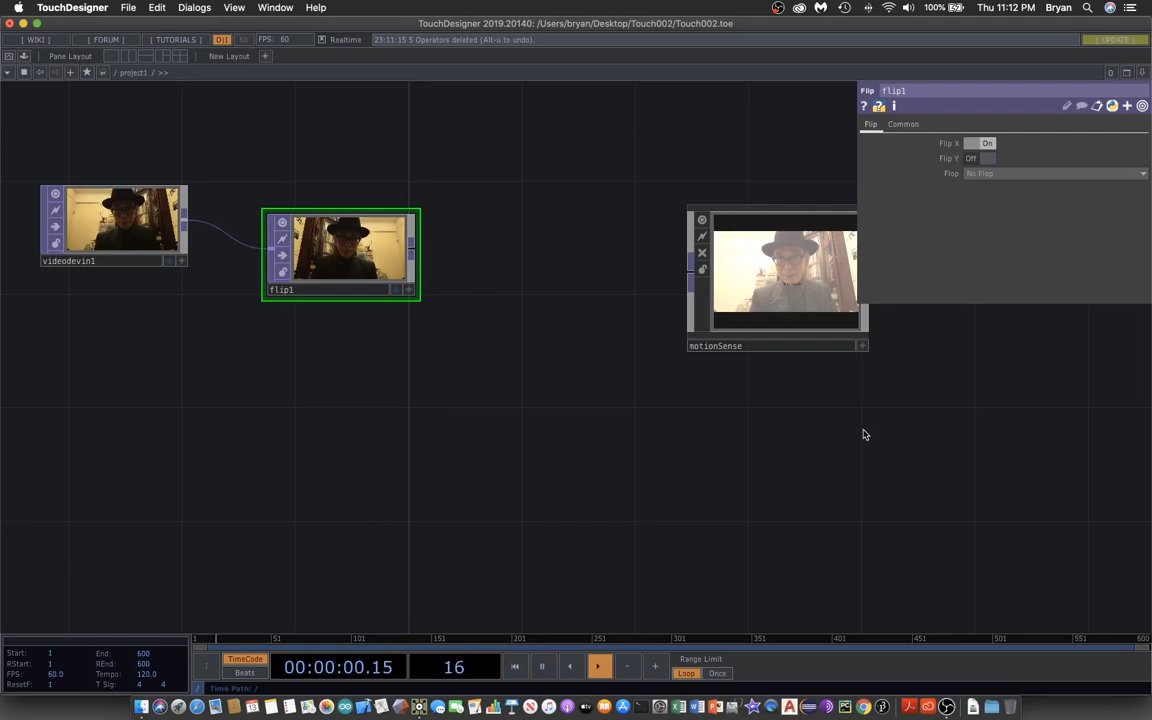 TouchDesigner File Edit Dialogs View Window Help 100% Thu 11:12 PM Bryan
TouchDesigner 2019.20140: /Users/bryan/Desktop/Touch002/Touch002.toe
[ WIKI ] [ FORUM ] [ TUTORIALS ] O|I 60 FPS: 60 Realtime 23:11:15 5 Operators deleted (Alt-u to undo). [ UPDATE ]
Pane Layout New Layout +
/ project1 / >> 0
Flip flip1
? ? i
Flip Common
Flip X On
Flip Y Off
Flop No Flop
videodevin1
flip1
motionSense
1 51 101 151 201 251 301 351 401 451 501 551 600
Start: 1 End: 600
RStart: 1 REnd: 600
FPS: 60.0 Tempo: 120.0
ResetF: 1 T Sig: 4 4
TimeCode
Beats
00:00:00.15 16
- +
Range Limit
Loop Once
/ Time Path: /